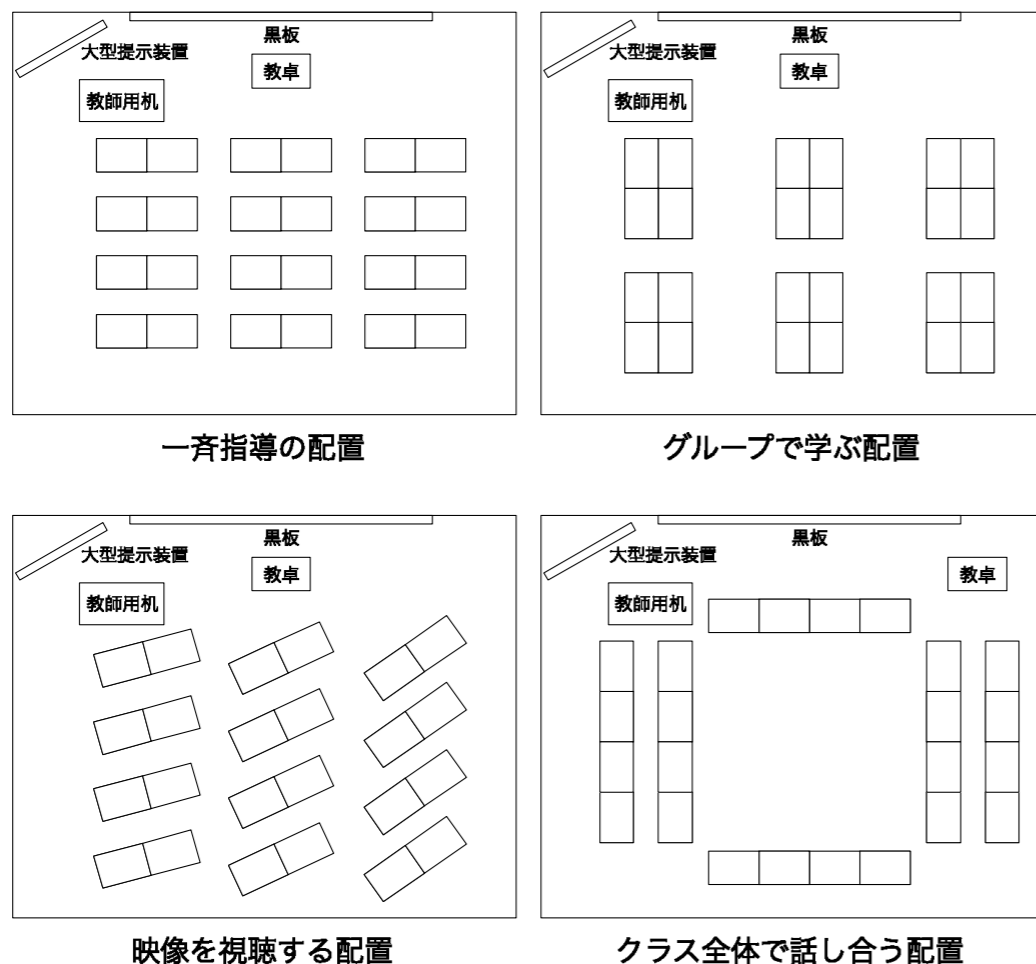 黒板
大型提示装置
教卓
教師用机
一斉指導の配置
黒板
大型提示装置
教卓
教師用机
グループで学ぶ配置
黒板
大型提示装置
教卓
教師用机
映像を視聴する配置
黒板
大型提示装置
教卓
教師用机
クラス全体で話し合う配置